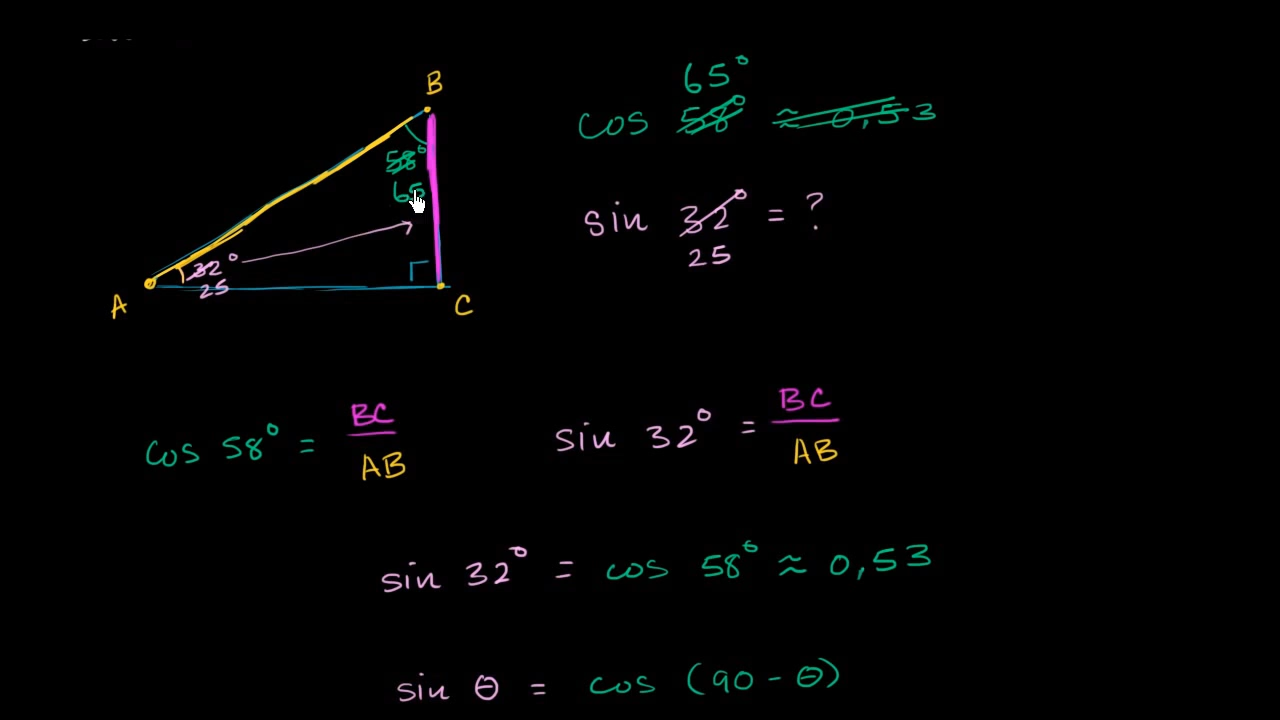 B
65°
cos 58° ≈ 0,53
58°
65
sin 32° = ?
25
32°
25
A
C
cos 58° = BC / AB
sin 32° = BC / AB
sin 32° = cos 58° ≈ 0,53
sin θ = cos (90 - θ)